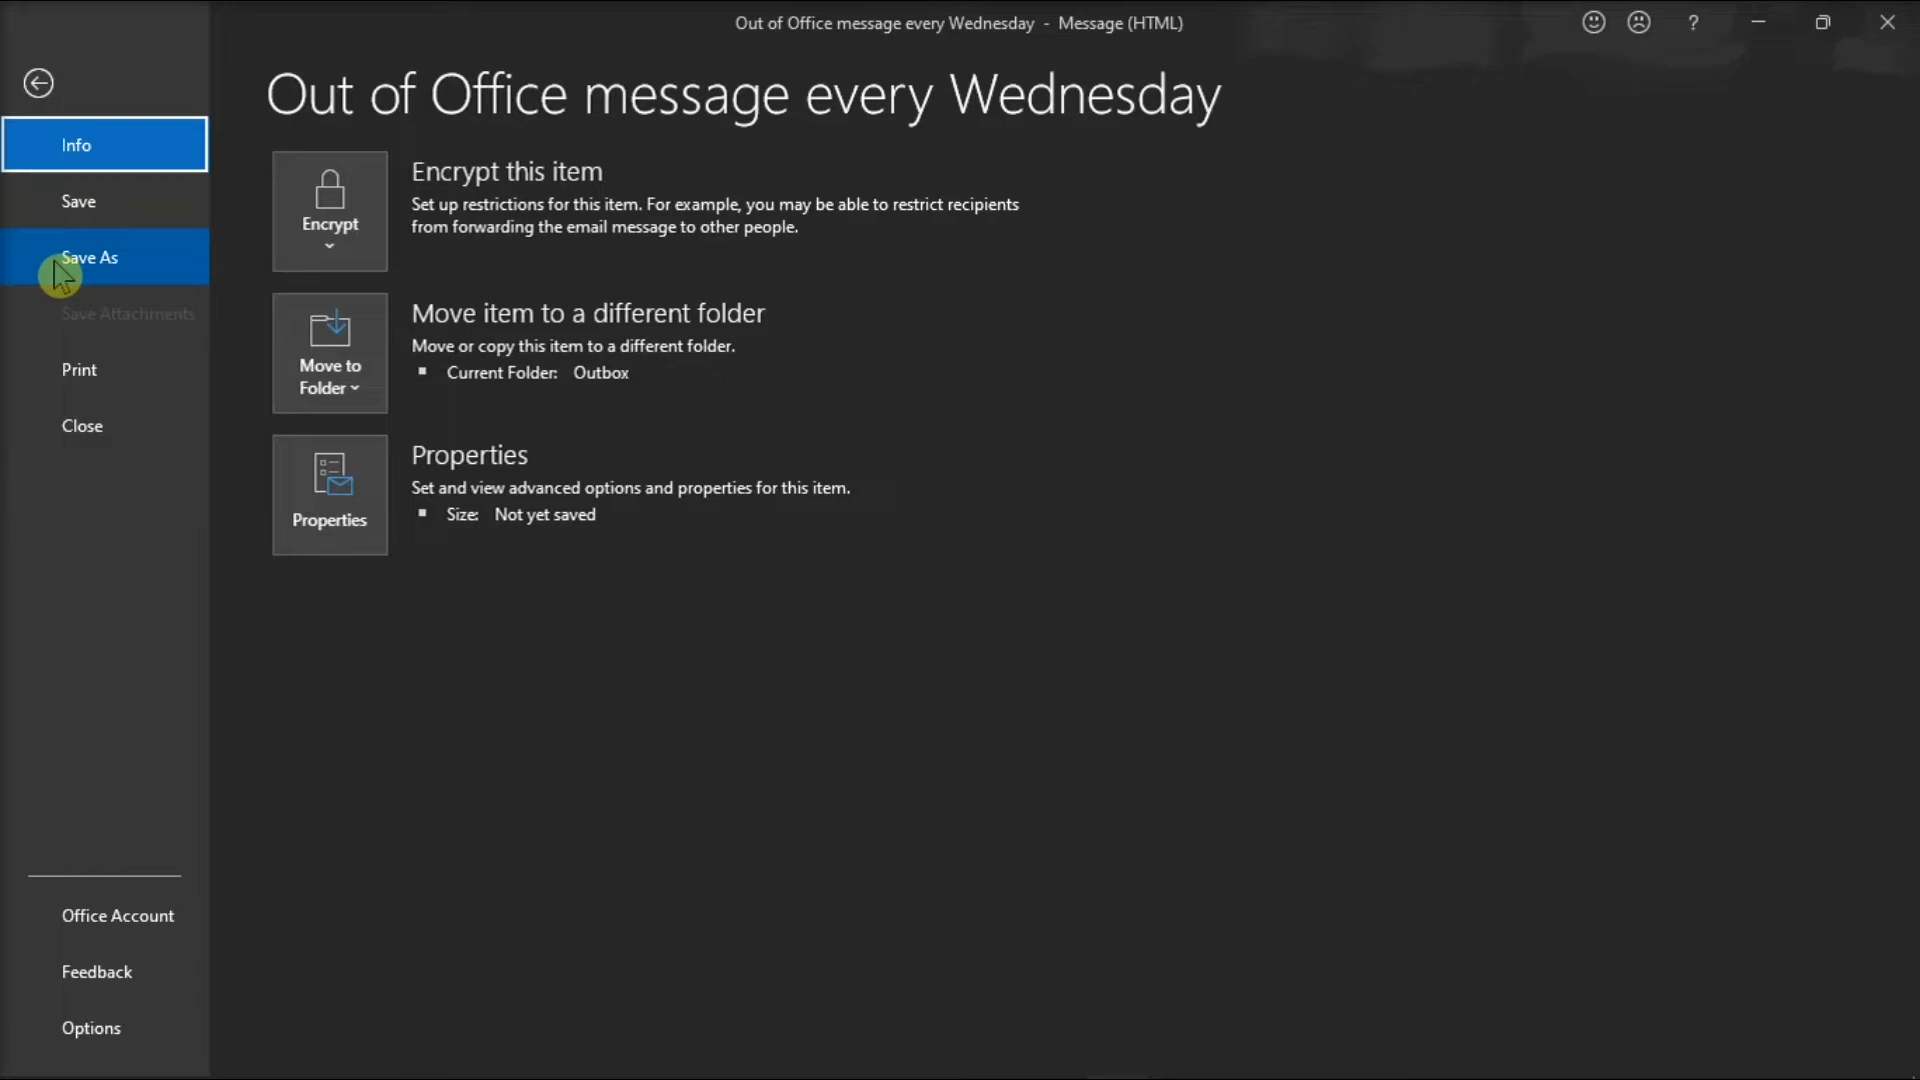 Out of Office message every Wednesday - Message (HTML)
?
Out of Office message every Wednesday
Info
Save
Save As
Save Attachments
Print
Close
Office Account
Feedback
Options
Encrypt
Encrypt this item
Set up restrictions for this item. For example, you may be able to restrict recipients
from forwarding the email message to other people.
Move to
Folder
Move item to a different folder
Move or copy this item to a different folder.
Current Folder: Outbox
Properties
Properties
Set and view advanced options and properties for this item.
Size: Not yet saved